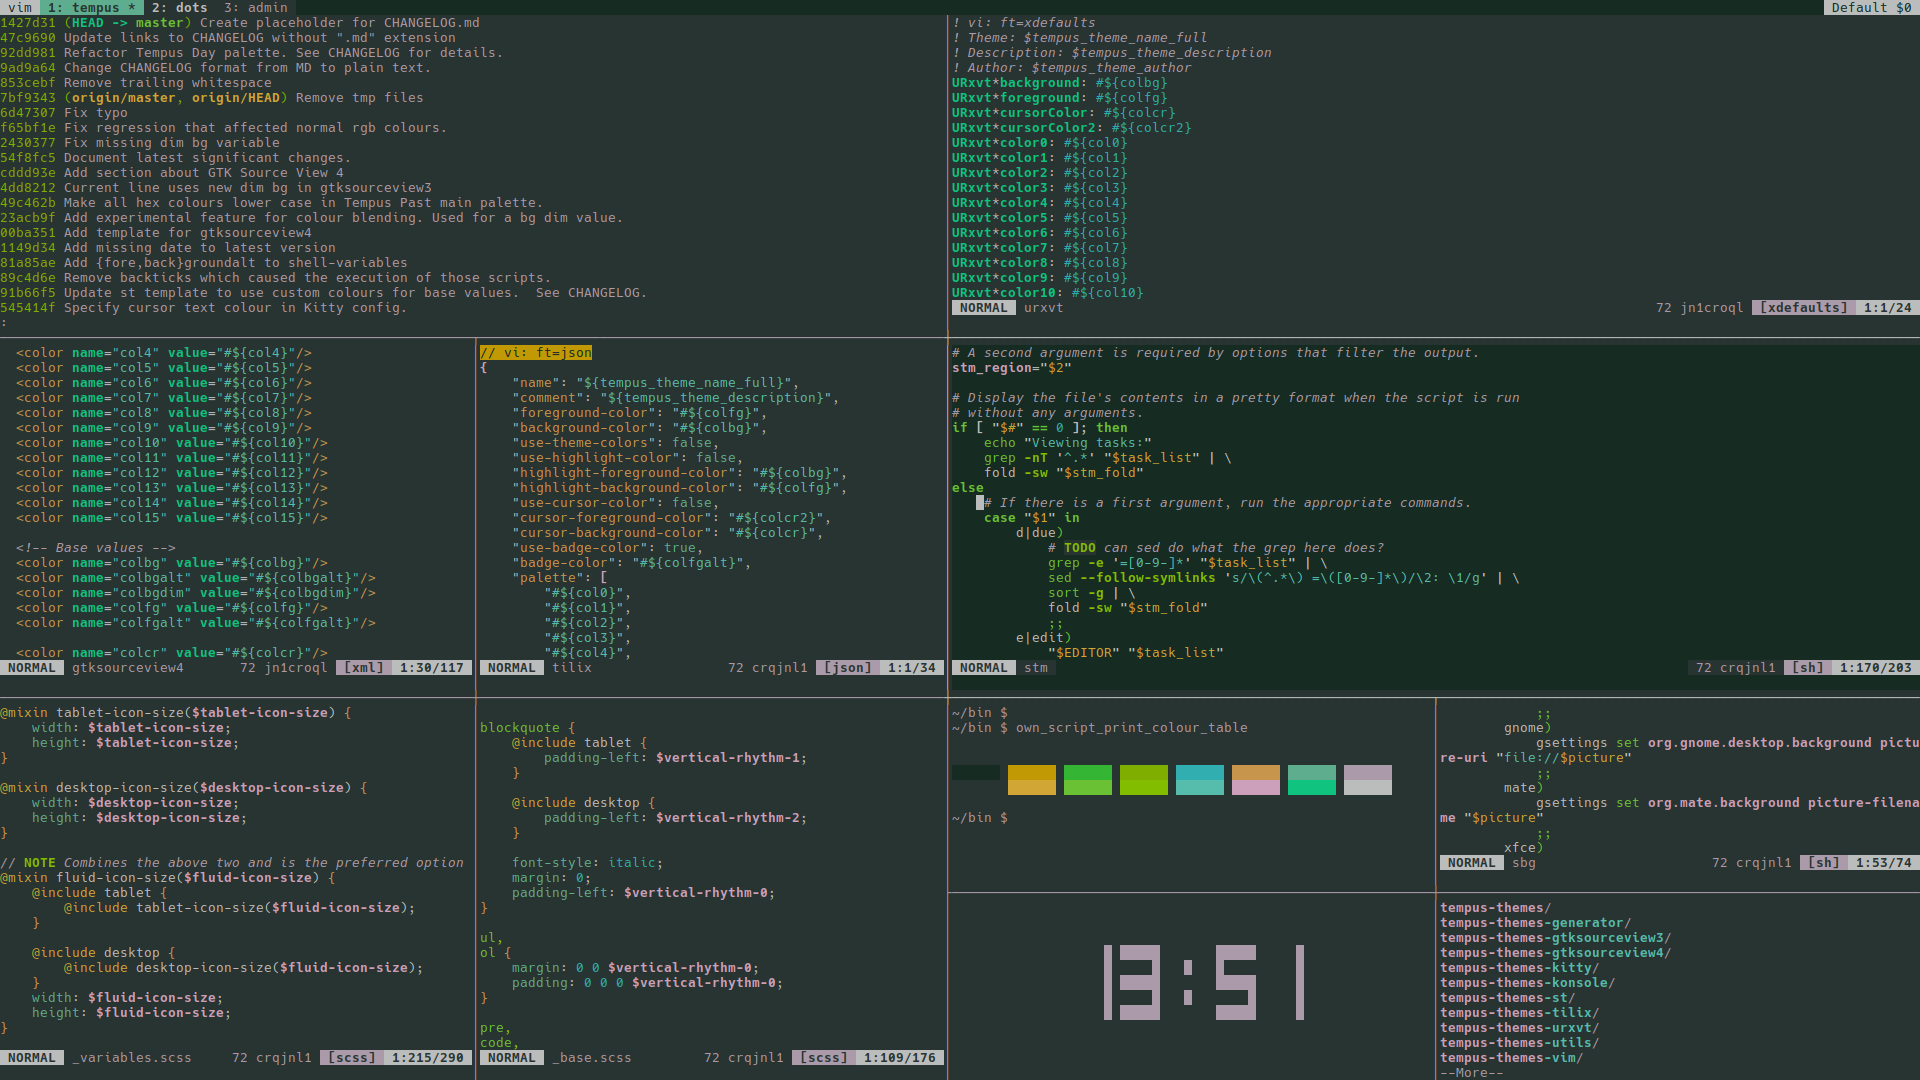 vim 1: tempus * 2: dots 3: admin Default $0
1427d31 (HEAD -> master) Create placeholder for CHANGELOG.md
47c9690 Update links to CHANGELOG without ".md" extension
92dd981 Refactor Tempus Day palette. See CHANGELOG for details.
9ad9a64 Change CHANGELOG format from MD to plain text.
853cebf Remove trailing whitespace
7bf9343 (origin/master, origin/HEAD) Remove tmp files
6d47307 Fix typo
f65bf1e Fix regression that affected normal rgb colours.
2430377 Fix missing dim bg variable
54f8fc5 Document latest significant changes.
cddd93e Add section about GTK Source View 4
4dd8212 Current line uses new dim bg in gtksourceview3
49c462b Make all hex colours lower case in Tempus Past main palette.
23acb9f Add experimental feature for colour blending. Used for a bg dim value.
00ba351 Add template for gtksourceview4
1149d34 Add missing date to latest version
81a85ae Add {fore,back}groundalt to shell-variables
89c4d6e Remove backticks which caused the execution of those scripts.
91b66f5 Update st template to use custom colours for base values.  See CHANGELOG.
545414f Specify cursor text colour in Kitty config.
:
! vi: ft=xdefaults
! Theme: $tempus_theme_name_full
! Description: $tempus_theme_description
! Author: $tempus_theme_author
URxvt*background: #${colbg}
URxvt*foreground: #${colfg}
URxvt*cursorColor: #${colcr}
URxvt*cursorColor2: #${colcr2}
URxvt*color0: #${col0}
URxvt*color1: #${col1}
URxvt*color2: #${col2}
URxvt*color3: #${col3}
URxvt*color4: #${col4}
URxvt*color5: #${col5}
URxvt*color6: #${col6}
URxvt*color7: #${col7}
URxvt*color8: #${col8}
URxvt*color9: #${col9}
URxvt*color10: #${col10}
NORMAL urxvt 72 jn1croql [xdefaults] 1:1/24
<color name="col4" value="#${col4}"/>
<color name="col5" value="#${col5}"/>
<color name="col6" value="#${col6}"/>
<color name="col7" value="#${col7}"/>
<color name="col8" value="#${col8}"/>
<color name="col9" value="#${col9}"/>
<color name="col10" value="#${col10}"/>
<color name="col11" value="#${col11}"/>
<color name="col12" value="#${col12}"/>
<color name="col13" value="#${col13}"/>
<color name="col14" value="#${col14}"/>
<color name="col15" value="#${col15}"/>
<!-- Base values -->
<color name="colbg" value="#${colbg}"/>
<color name="colbgalt" value="#${colbgalt}"/>
<color name="colbgdim" value="#${colbgdim}"/>
<color name="colfg" value="#${colfg}"/>
<color name="colfgalt" value="#${colfgalt}"/>
<color name="colcr" value="#${colcr}"/>
NORMAL gtksourceview4 72 jn1croql [xml] 1:30/117
// vi: ft=json
{
"name": "${tempus_theme_name_full}",
"comment": "${tempus_theme_description}",
"foreground-color": "#${colfg}",
"background-color": "#${colbg}",
"use-theme-colors": false,
"use-highlight-color": false,
"highlight-foreground-color": "#${colbg}",
"highlight-background-color": "#${colfg}",
"use-cursor-color": false,
"cursor-foreground-color": "#${colcr2}",
"cursor-background-color": "#${colcr}",
"use-badge-color": true,
"badge-color": "#${colfgalt}",
"palette": [
"#${col0}",
"#${col1}",
"#${col2}",
"#${col3}",
"#${col4}",
NORMAL tilix 72 crqjnl1 [json] 1:1/34
# A second argument is required by options that filter the output.
stm_region="$2"
# Display the file's contents in a pretty format when the script is run
# without any arguments.
if [ "$#" == 0 ]; then
echo "Viewing tasks:"
grep -nT '^.*' "$task_list" | \
fold -sw "$stm_fold"
else
# If there is a first argument, run the appropriate commands.
case "$1" in
d|due)
# TODO can sed do what the grep here does?
grep -e '=[0-9-]*' "$task_list" | \
sed --follow-symlinks 's/\(^.*\) =\([0-9-]*\)/\2: \1/g' | \
sort -g | \
fold -sw "$stm_fold"
;;
e|edit)
"$EDITOR" "$task_list"
NORMAL stm 72 crqjnl1 [sh] 1:170/203
@mixin tablet-icon-size($tablet-icon-size) {
width: $tablet-icon-size;
height: $tablet-icon-size;
}
@mixin desktop-icon-size($desktop-icon-size) {
width: $desktop-icon-size;
height: $desktop-icon-size;
}
// NOTE Combines the above two and is the preferred option
@mixin fluid-icon-size($fluid-icon-size) {
@include tablet {
@include tablet-icon-size($fluid-icon-size);
}
@include desktop {
@include desktop-icon-size($fluid-icon-size);
}
width: $fluid-icon-size;
height: $fluid-icon-size;
}
NORMAL _variables.scss 72 crqjnl1 [scss] 1:215/290
blockquote {
@include tablet {
padding-left: $vertical-rhythm-1;
}
@include desktop {
padding-left: $vertical-rhythm-2;
}
font-style: italic;
margin: 0;
padding-left: $vertical-rhythm-0;
}
ul,
ol {
margin: 0 0 $vertical-rhythm-0;
padding: 0 0 0 $vertical-rhythm-0;
}
pre,
code,
NORMAL _base.scss 72 crqjnl1 [scss] 1:109/176
~/bin $
~/bin $ own_script_print_colour_table
~/bin $
;;
gnome)
gsettings set org.gnome.desktop.background pictu
re-uri "file://$picture"
;;
mate)
gsettings set org.mate.background picture-filena
me "$picture"
;;
xfce)
NORMAL sbg 72 crqjnl1 [sh] 1:53/74
13:51
tempus-themes/
tempus-themes-generator/
tempus-themes-gtksourceview3/
tempus-themes-gtksourceview4/
tempus-themes-kitty/
tempus-themes-konsole/
tempus-themes-st/
tempus-themes-tilix/
tempus-themes-urxvt/
tempus-themes-utils/
tempus-themes-vim/
--More--